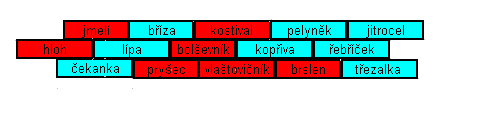 jmelí bříza kostival pelyněk jitrocel
hloh lípa bolševník kopřiva řebříček
čekanka pryšec vlaštovičník brslen třezalka